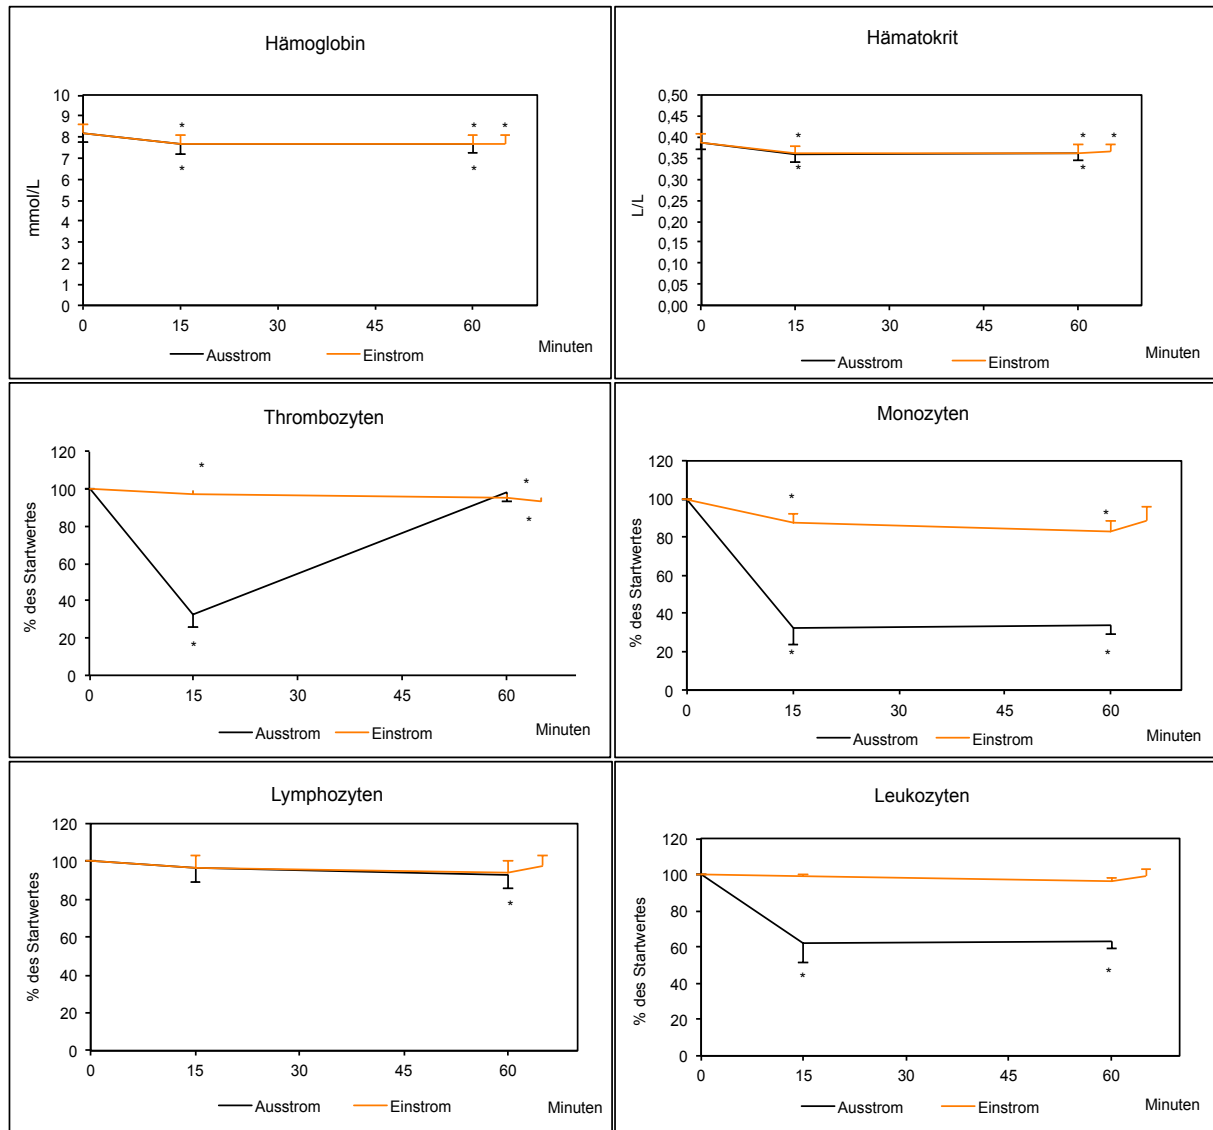 Hämoglobin
mmol/L
10
9
8
7
6
5
4
3
2
1
0
* * *
* *
0 15 30 45 60
Minuten
Ausstrom Einstrom
Hämatokrit
L/L
0,50
0,45
0,40
0,35
0,30
0,25
0,20
0,15
0,10
0,05
0,00
* * *
* *
0 15 30 45 60
Minuten
Ausstrom Einstrom
Thrombozyten
% des Startwertes
120
100
80
60
40
20
0
* *
* *
0 15 30 45 60
Minuten
Ausstrom Einstrom
Monozyten
% des Startwertes
120
100
80
60
40
20
0
* *
* *
0 15 30 45 60
Minuten
Ausstrom Einstrom
Lymphozyten
% des Startwertes
120
100
80
60
40
20
0
*
0 15 30 45 60
Minuten
Ausstrom Einstrom
Leukozyten
% des Startwertes
120
100
80
60
40
20
0
* *
0 15 30 45 60
Minuten
Ausstrom Einstrom